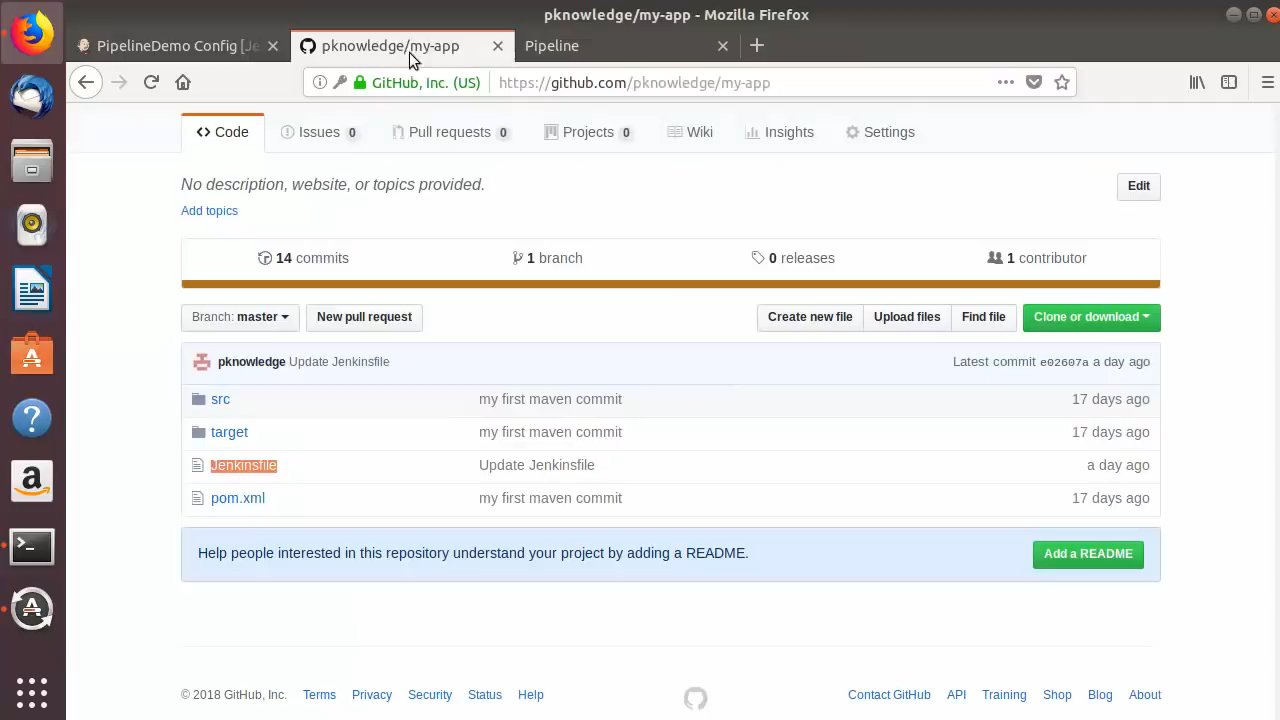 pknowledge/my-app - Mozilla Firefox
PipelineDemo Config [Je
pknowledge/my-app
Pipeline
GitHub, Inc. (US)
https://github.com/pknowledge/my-app
Code
Issues 0
Pull requests 0
Projects 0
Wiki
Insights
Settings
No description, website, or topics provided.
Edit
Add topics
14 commits
1 branch
0 releases
1 contributor
Branch: master
New pull request
Create new file
Upload files
Find file
Clone or download
pknowledge Update Jenkinsfile
Latest commit e02607a a day ago
src my first maven commit 17 days ago
target my first maven commit 17 days ago
Jenkinsfile Update Jenkinsfile a day ago
pom.xml my first maven commit 17 days ago
Help people interested in this repository understand your project by adding a README.
Add a README
© 2018 GitHub, Inc. Terms Privacy Security Status Help
Contact GitHub API Training Shop Blog About